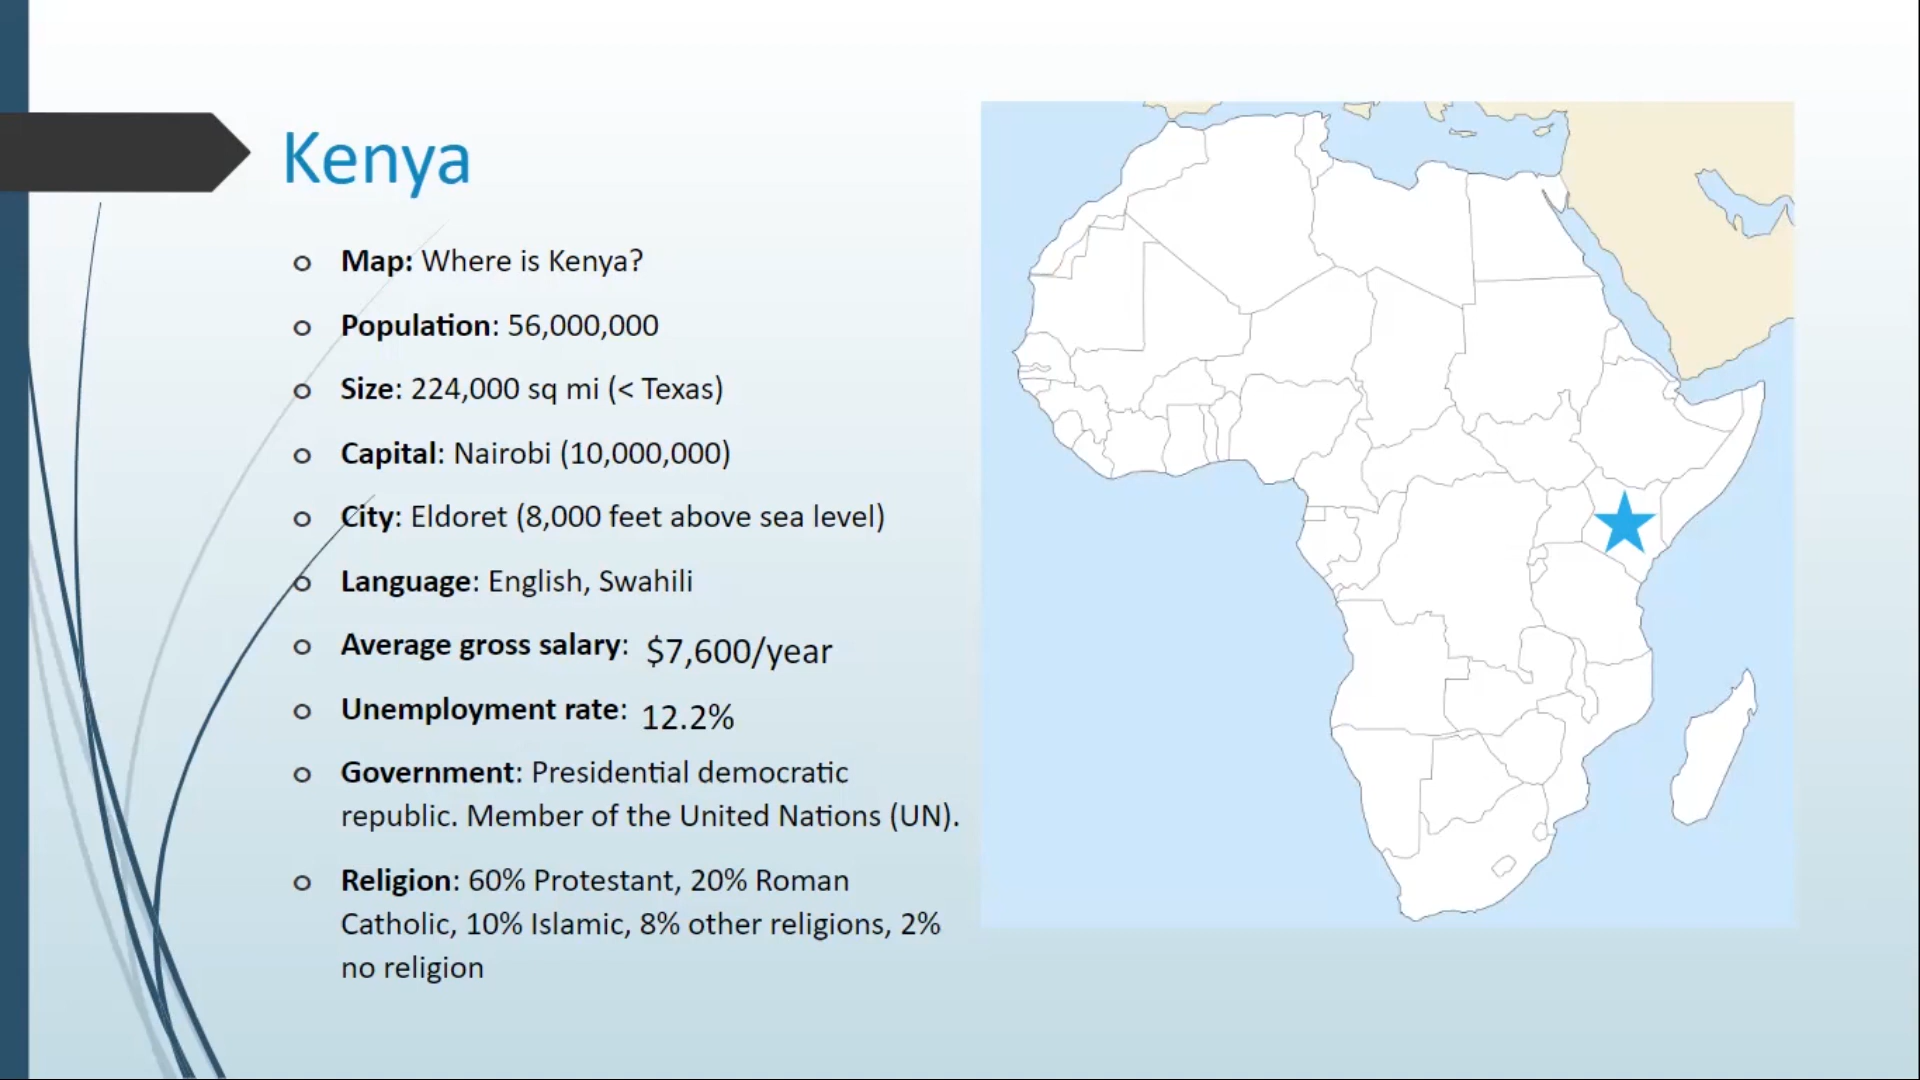 Kenya
Map: Where is Kenya?
Population: 56,000,000
Size: 224,000 sq mi (< Texas)
Capital: Nairobi (10,000,000)
City: Eldoret (8,000 feet above sea level)
Language: English, Swahili
Average gross salary: $7,600/year
Unemployment rate: 12.2%
Government: Presidential democratic
republic. Member of the United Nations (UN).
Religion: 60% Protestant, 20% Roman
Catholic, 10% Islamic, 8% other religions, 2%
no religion